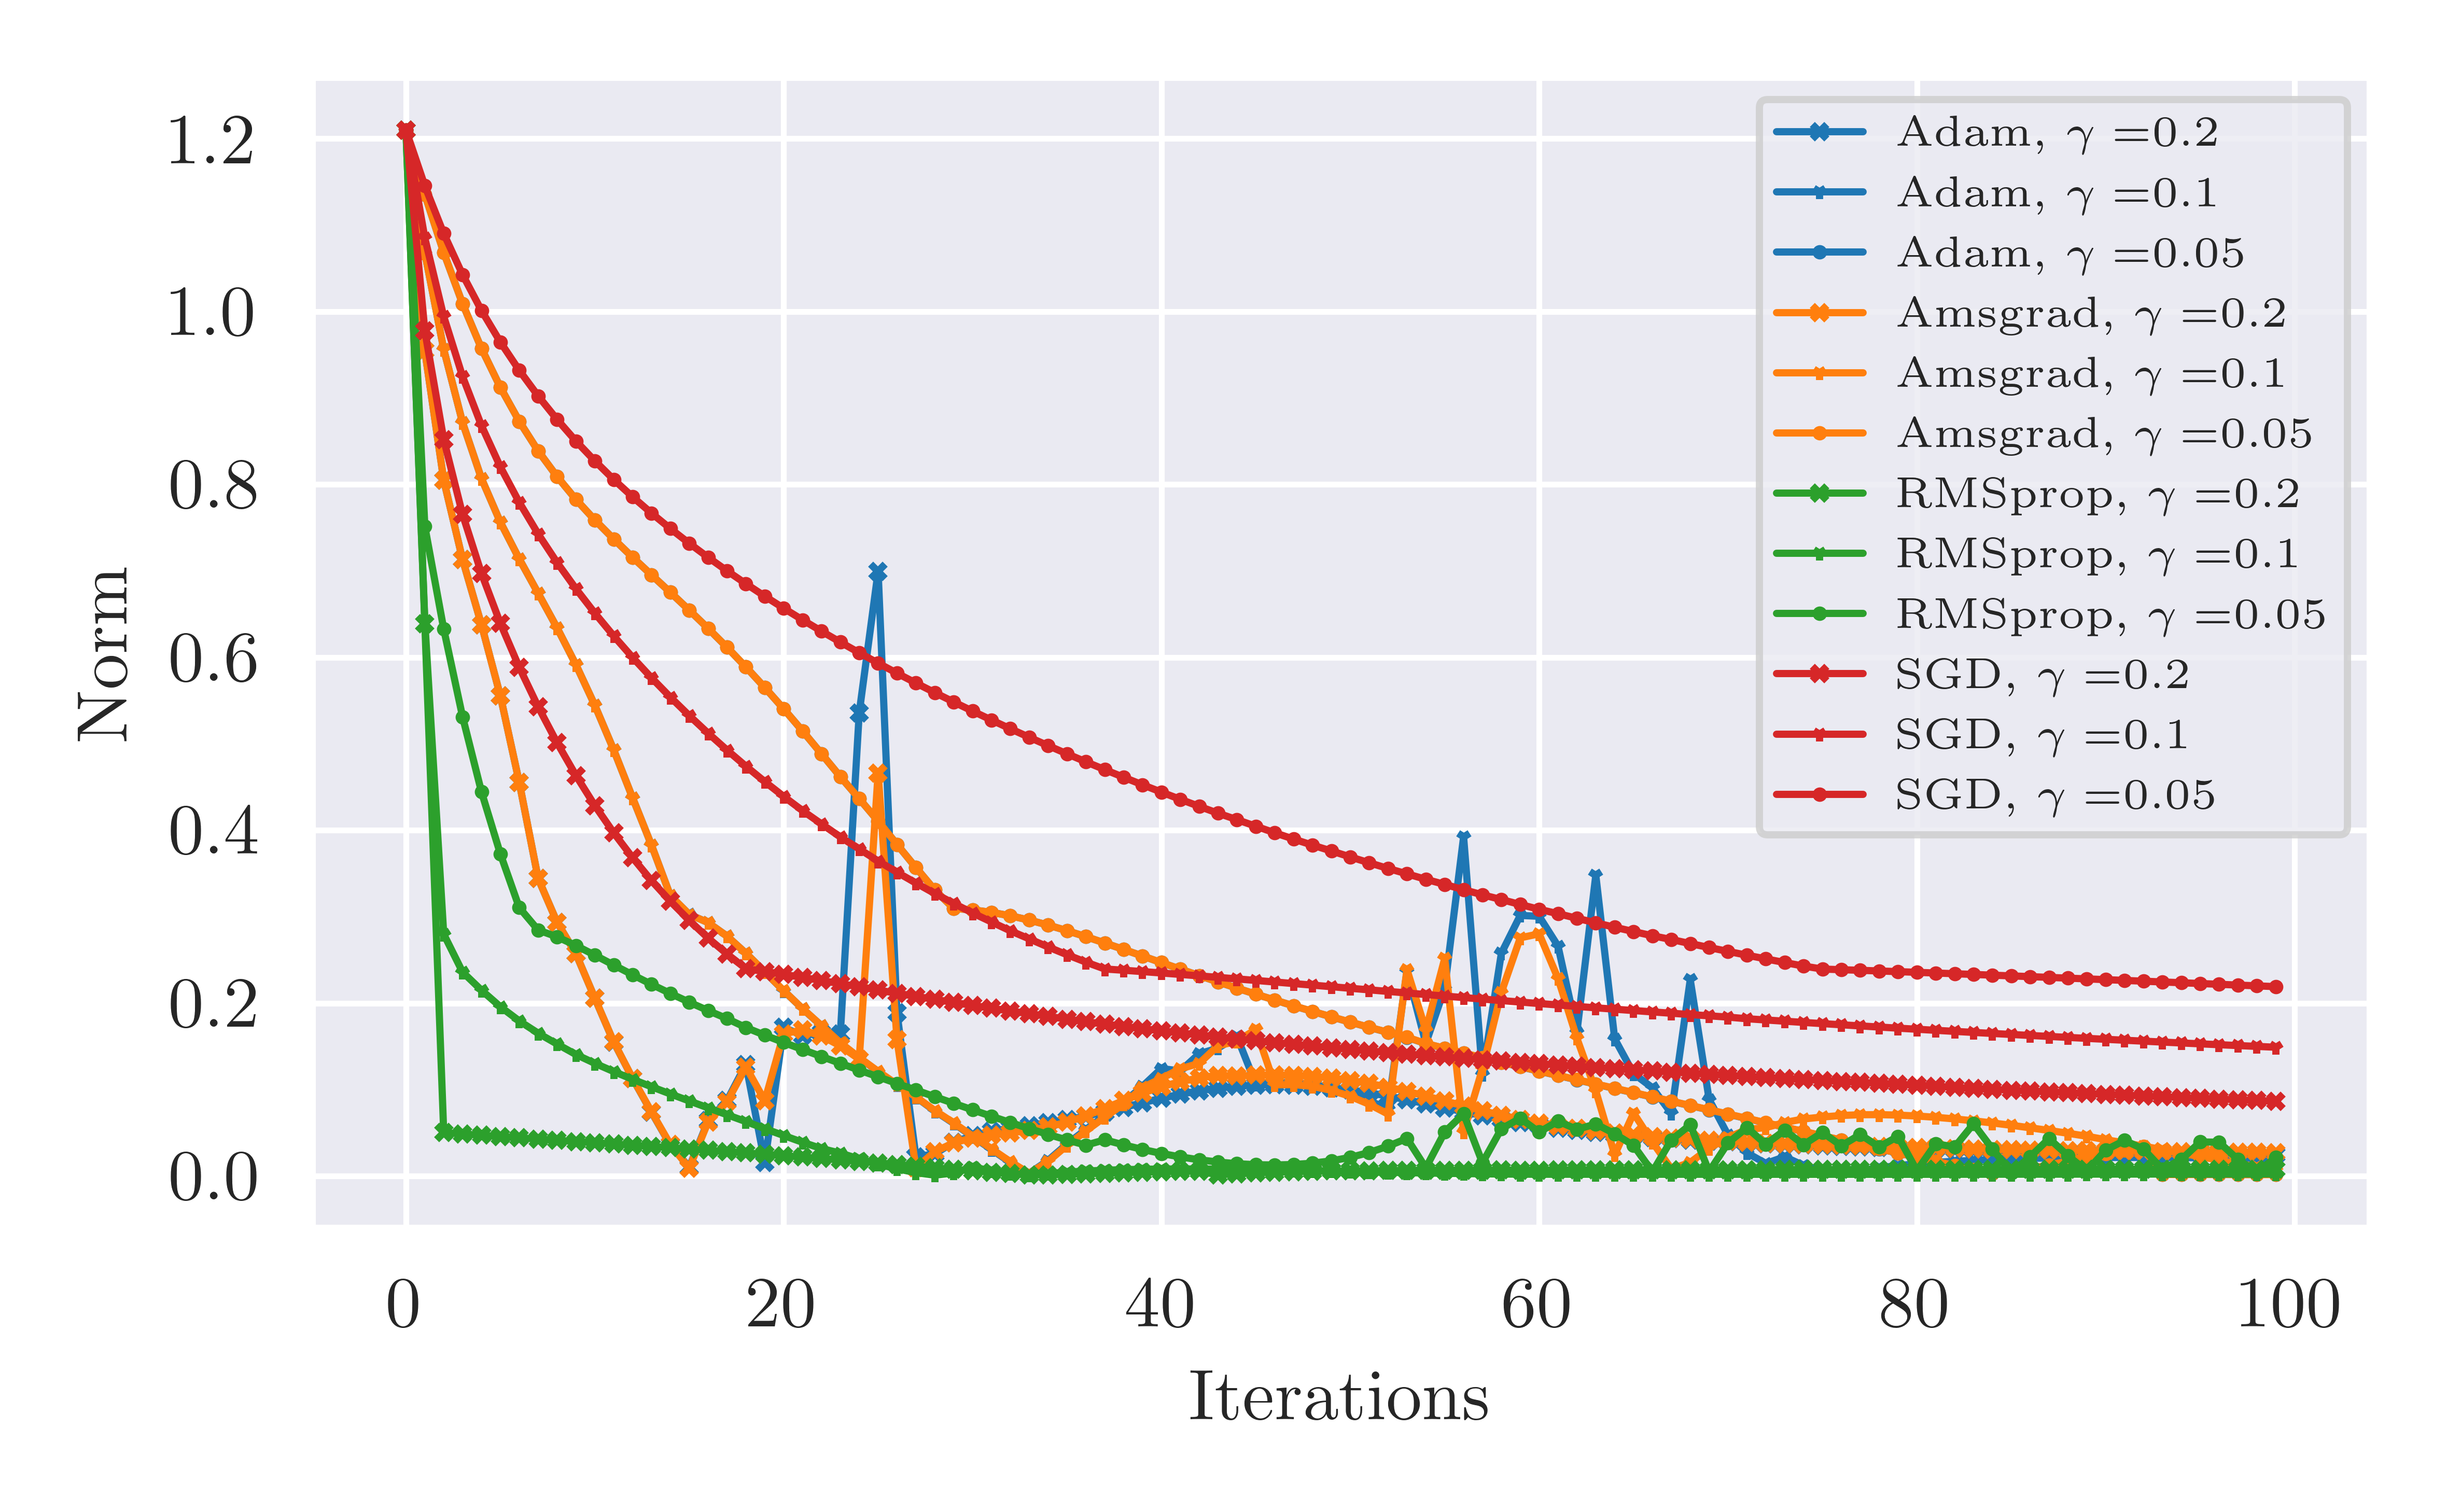 1.2
1.0
0.8
0.6
0.4
0.2
0.0
Norm
0 20 40 60 80 100
Iterations
Adam, γ =0.2
Adam, γ =0.1
Adam, γ =0.05
Amsgrad, γ =0.2
Amsgrad, γ =0.1
Amsgrad, γ =0.05
RMSprop, γ =0.2
RMSprop, γ =0.1
RMSprop, γ =0.05
SGD, γ =0.2
SGD, γ =0.1
SGD, γ =0.05